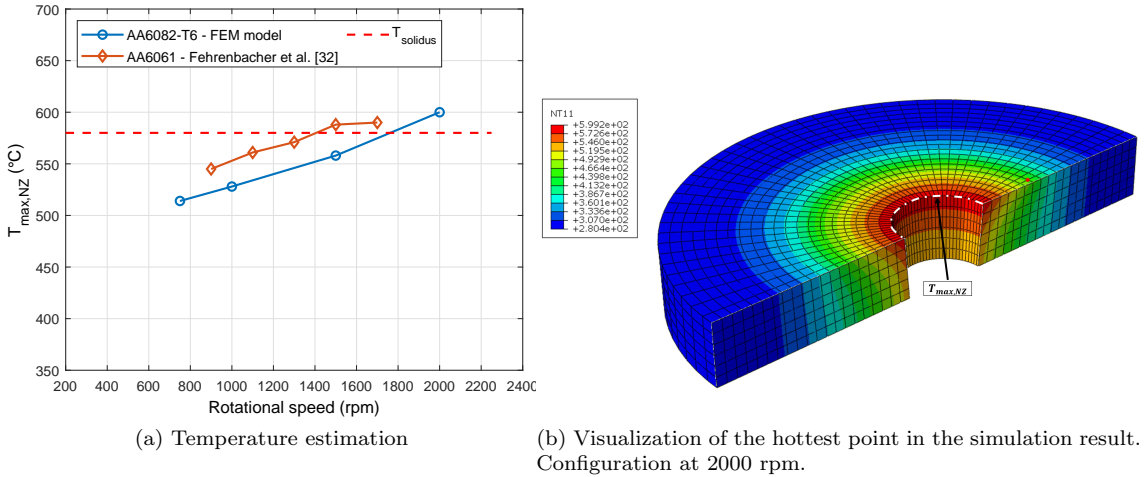 700
650
600
550
500
450
400
350
200 400 600 800 1000 1200 1400 1600 1800 2000 2200 2400
T_max,NZ (ºC)
Rotational speed (rpm)
AA6082-T6 - FEM model
AA6061 - Fehrenbacher et al. [32]
T_solidus
(a) Temperature estimation
NT11
+5.992e+02
+5.726e+02
+5.460e+02
+5.195e+02
+4.929e+02
+4.664e+02
+4.398e+02
+4.132e+02
+3.867e+02
+3.601e+02
+3.336e+02
+3.070e+02
+2.804e+02
T_max,NZ
(b) Visualization of the hottest point in the simulation result.
Configuration at 2000 rpm.